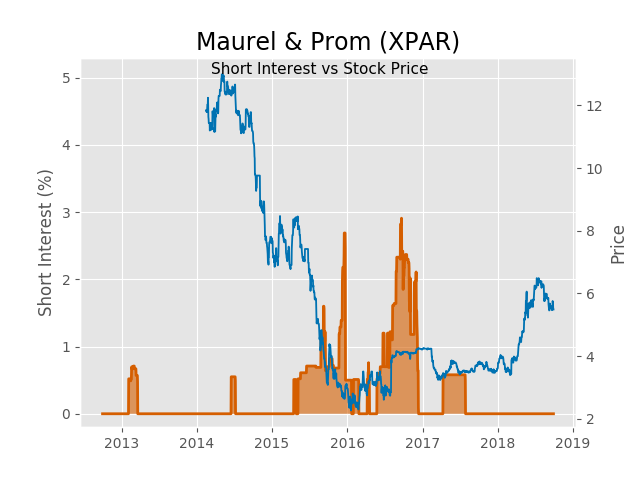 Maurel & Prom (XPAR)
Short Interest vs Stock Price
Short Interest (%)
5
4
3
2
1
0
12
10
8
6
4
2
Price
2013 2014 2015 2016 2017 2018 2019